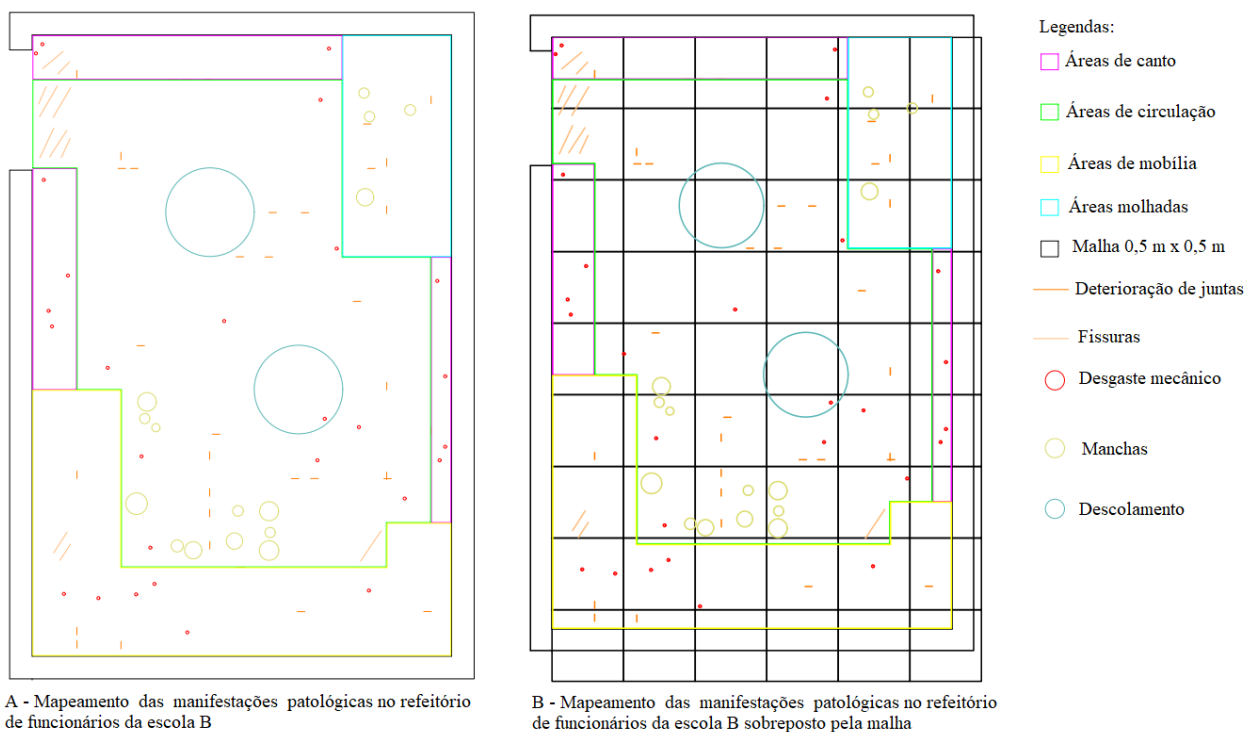 Legendas:
Áreas de canto
Áreas de circulação
Áreas de mobília
Áreas molhadas
Malha 0,5 m x 0,5 m
Deterioração de juntas
Fissuras
Desgaste mecânico
Manchas
Descolamento
A - Mapeamento das manifestações patológicas no refeitório
de funcionários da escola B
B - Mapeamento das manifestações patológicas no refeitório
de funcionários da escola B sobreposto pela malha